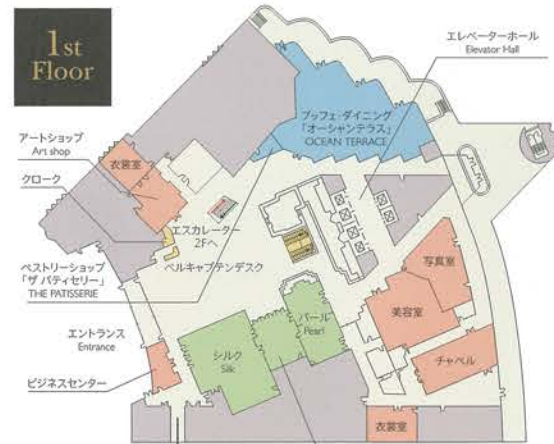 1st
Floor
エレベーターホール
Elevator Hall
ブッフェ・ダイニング
「オーシャンテラス」
OCEAN TERRACE
アートショップ
Art shop
衣裳室
クローク
エスカレーター
2Fへ
ベルキャプテンデスク
ペストリーショップ
「ザ パティセリー」
THE PATISSERIE
写真室
美容室
パール
Pearl
エントランス
Entrance
シルク
Silk
チャペル
ビジネスセンター
衣裳室